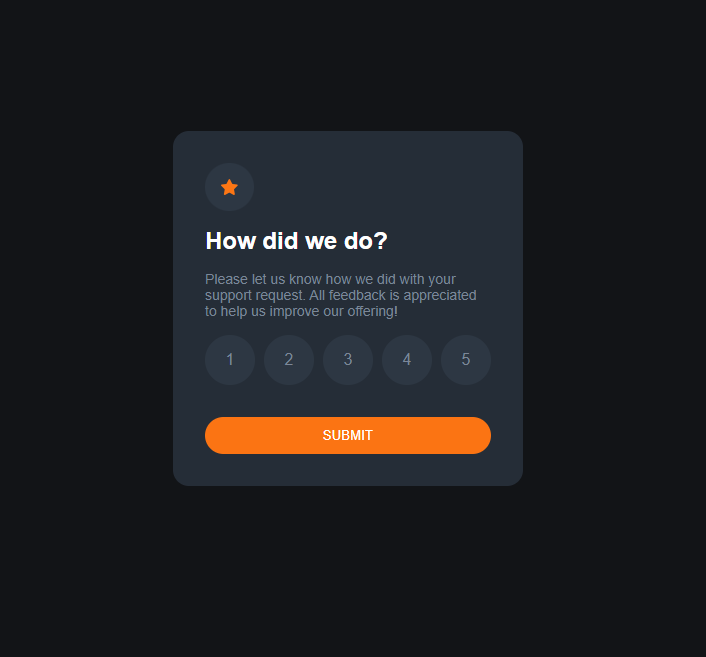 How did we do?
Please let us know how we did with your
support request. All feedback is appreciated
to help us improve our offering!
1 2 3 4 5
SUBMIT